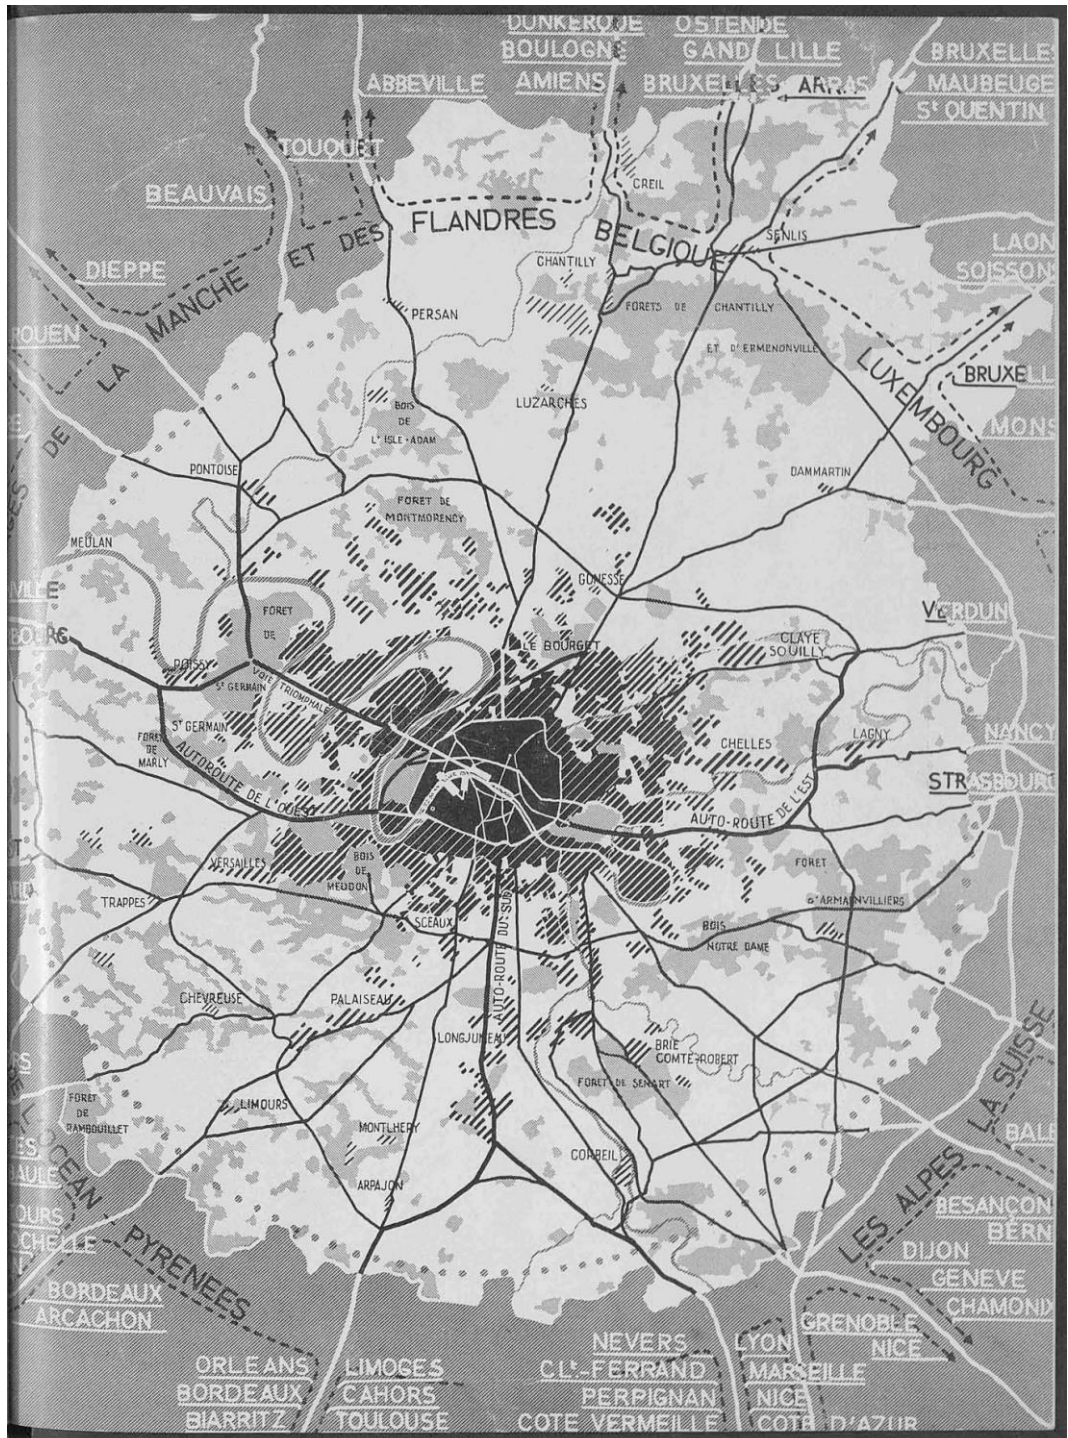 DUNKERQUE
BOULOGNE
AMIENS
OSTENDE
GAND LILLE
BRUXELLES
BRUXELLES
MAUBEUGE
St QUENTIN
ABBEVILLE
TOUQUET
BEAUVAIS
DIEPPE
ROUEN
DE LA MANCHE ET DES FLANDRES
BELGIQUE
LUXEMBOURG
LAON
SOISSONS
BRUXE
MONS
CREIL
SENLIS
CHANTILLY
FORETS DE CHANTILLY
ET D'ERMENONVILLE
PERSAN
LUZARCHES
BOIS
DE
L'ISLE-ADAM
DAMMARTIN
PONTOISE
FORET DE
MONTMORENCY
MEULAN
GONESSE
FORET
DE
St GERMAIN
LE BOURGET
CLAYE
SOUILLY
VERDUN
POISSY
VOIE TRIOMPHALE
St GERMAIN
FORET
DE
MARLY
AUTOROUTE DE L'OUEST
CHELLES
LAGNY
NANCY
STRASBOURG
AUTO-ROUTE DE L'EST
VERSAILLES
BOIS
DE
MEUDON
FORET
D'ARMAINVILLIERS
TRAPPES
SCEAUX
AUTO-ROUTE DU SUD
BOIS
NOTRE DAME
CHEVREUSE
PALAISEAU
LONGJUMEAU
BRIE
COMTE-ROBERT
FORET DE SENART
LIMOURS
FORET
DE
RAMBOUILLET
MONTLHERY
ARPAJON
CORBEIL
LA SUISSE
LES ALPES
BALE
BESANÇON
BERN
DIJON
GENEVE
CHAMONIX
GRENOBLE
NICE
L'OCEAN
PYRENEES
BORDEAUX
ARCACHON
ORLEANS
BORDEAUX
BIARRITZ
LIMOGES
CAHORS
TOULOUSE
NEVERS
CLt.-FERRAND
PERPIGNAN
COTE VERMEILLE
LYON
MARSEILLE
NICE
COTE D'AZUR